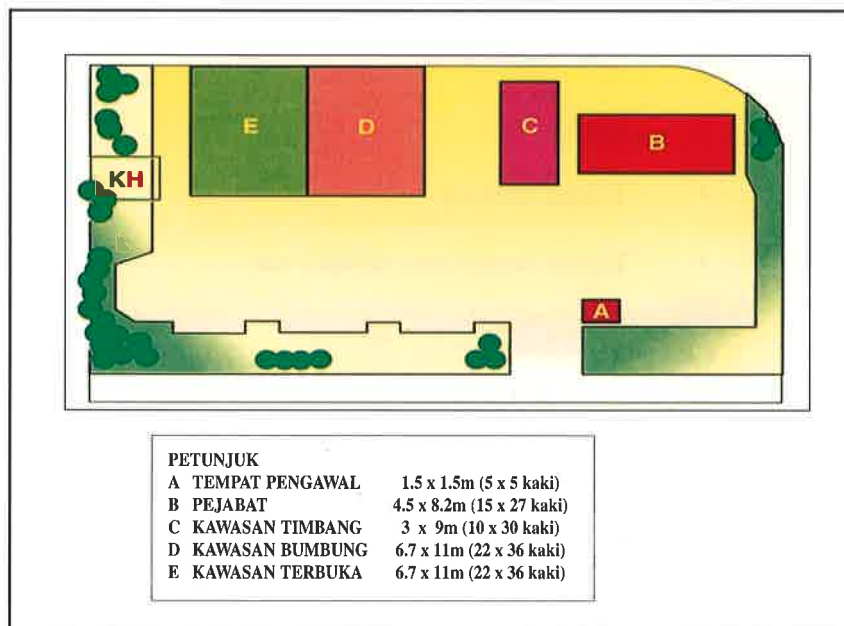 E
D
C
B
KH
A
PETUNJUK
A TEMPAT PENGAWAL 1.5 x 1.5m (5 x 5 kaki)
B PEJABAT 4.5 x 8.2m (15 x 27 kaki)
C KAWASAN TIMBANG 3 x 9m (10 x 30 kaki)
D KAWASAN BUMBUNG 6.7 x 11m (22 x 36 kaki)
E KAWASAN TERBUKA 6.7 x 11m (22 x 36 kaki)